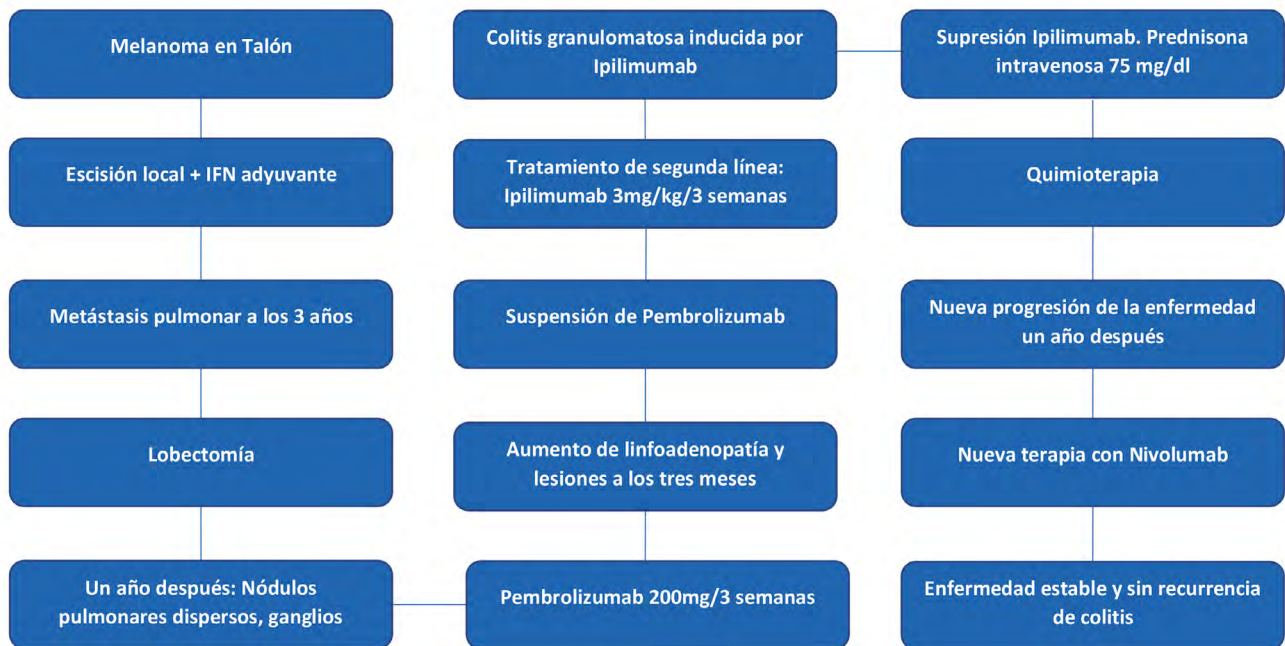 Melanoma en Talón
Escisión local + IFN adyuvante
Metástasis pulmonar a los 3 años
Lobectomía
Un año después: Nódulos
pulmonares dispersos, ganglios
Pembrolizumab 200mg/3 semanas
Aumento de linfoadenopatía y
lesiones a los tres meses
Suspensión de Pembrolizumab
Tratamiento de segunda línea:
Ipilimumab 3mg/kg/3 semanas
Colitis granulomatosa inducida por
Ipilimumab
Supresión Ipilimumab. Prednisona
intravenosa 75 mg/dl
Quimioterapia
Nueva progresión de la enfermedad
un año después
Nueva terapia con Nivolumab
Enfermedad estable y sin recurrencia
de colitis